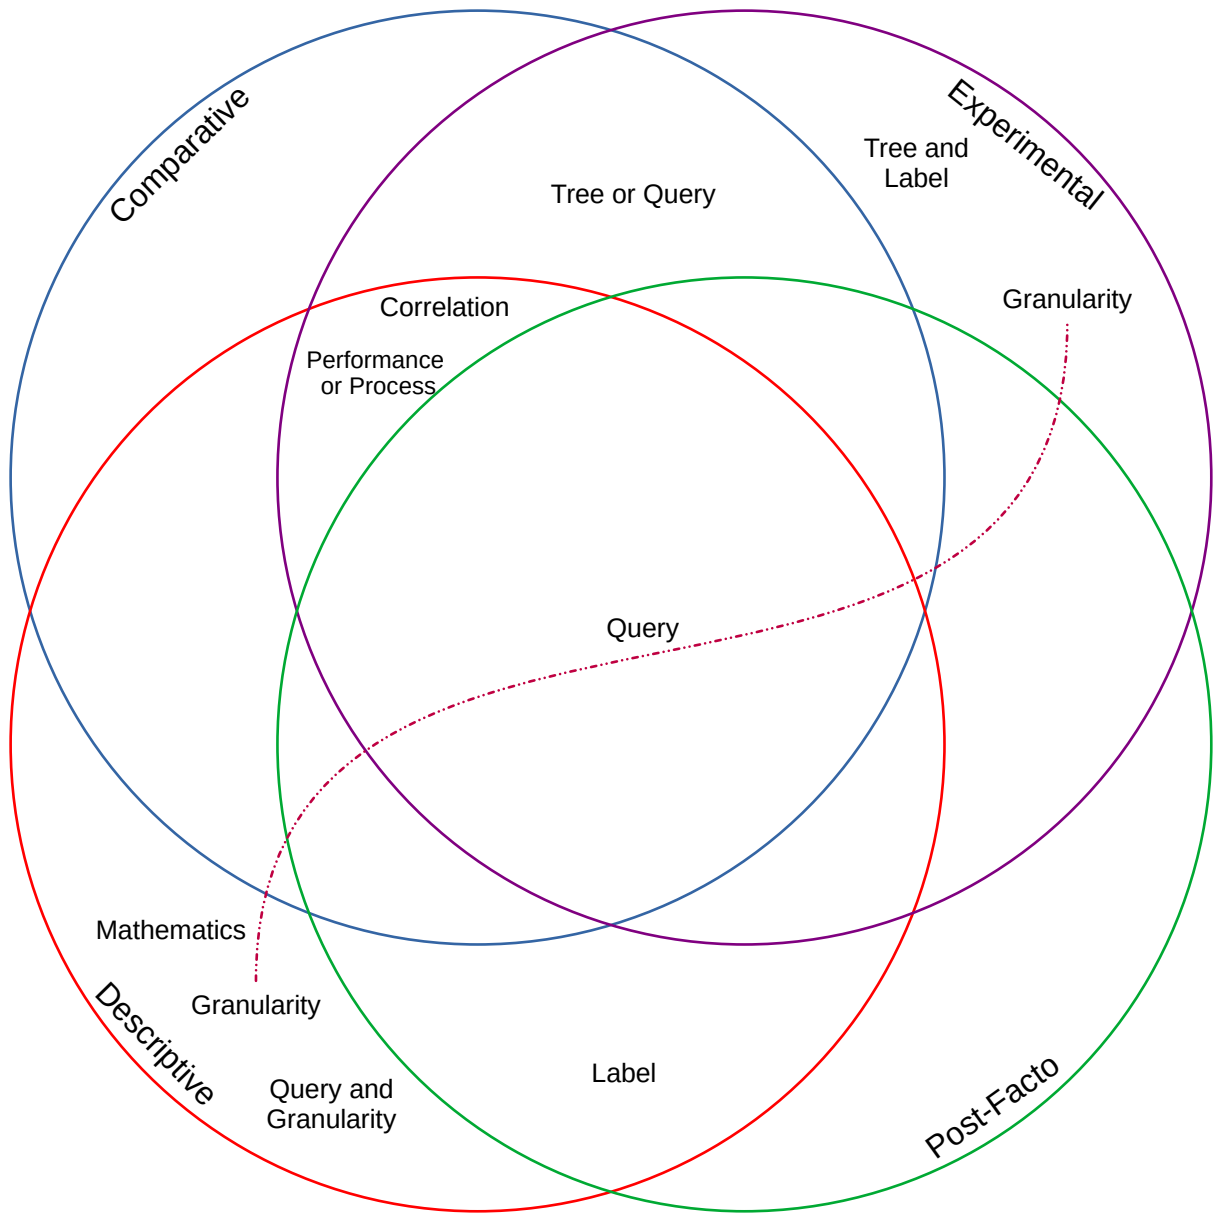 Comparative
Experimental
Tree and
Label
Tree or Query
Granularity
Correlation
Performance
or Process
Query
Mathematics
Granularity
Descriptive
Query and
Granularity
Label
Post-Facto